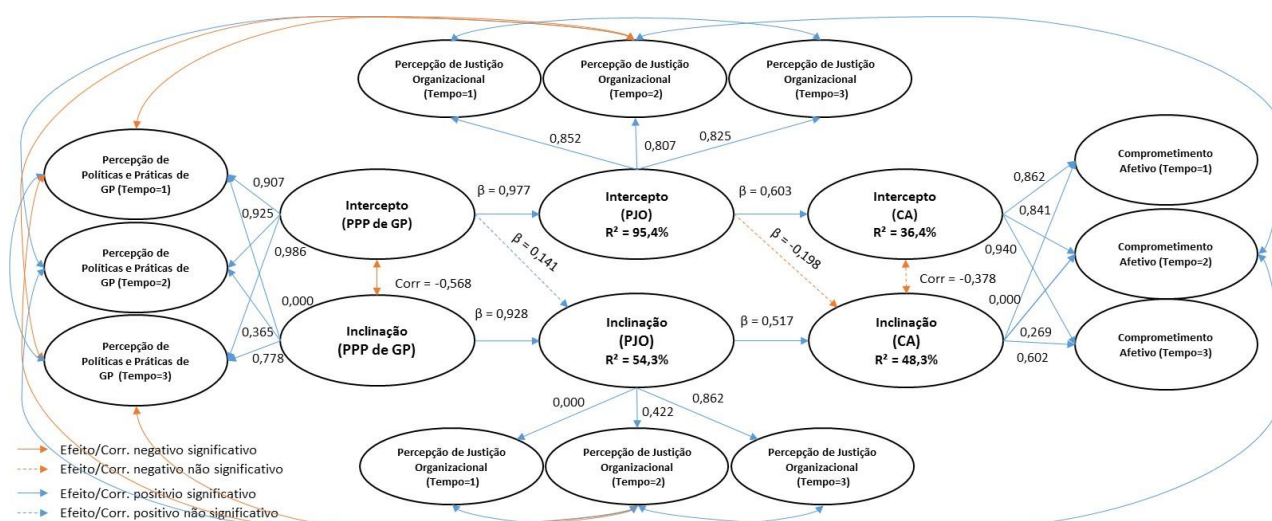 Percepção de Justição
Organizacional
(Tempo=1)
Percepção de Justição
Organizacional
(Tempo=2)
Percepção de Justição
Organizacional
(Tempo=3)
0,852
0,807
0,825
Percepção de
Políticas e Práticas de
GP (Tempo=1)
Percepção de
Políticas e Práticas de
GP (Tempo=2)
Percepção de
Políticas e Práticas de
GP (Tempo=3)
0,907
0,925
0,986
0,000
0,365
0,778
Intercepto
(PPP de GP)
β = 0,977
Intercepto
(PJO)
R² = 95,4%
β = 0,603
Intercepto
(CA)
R² = 36,4%
β = 0,141
β = -0,198
Corr = -0,568
Corr = -0,378
Inclinação
(PPP de GP)
β = 0,928
Inclinação
(PJO)
R² = 54,3%
β = 0,517
Inclinação
(CA)
R² = 48,3%
0,862
0,841
0,940
0,000
0,269
0,602
Comprometimento
Afetivo (Tempo=1)
Comprometimento
Afetivo (Tempo=2)
Comprometimento
Afetivo (Tempo=3)
0,000
0,422
0,862
Percepção de Justição
Organizacional
(Tempo=1)
Percepção de Justição
Organizacional
(Tempo=2)
Percepção de Justição
Organizacional
(Tempo=3)
Efeito/Corr. negativo significativo
Efeito/Corr. negativo não significativo
Efeito/Corr. positivio significativo
Efeito/Corr. positivo não significativo